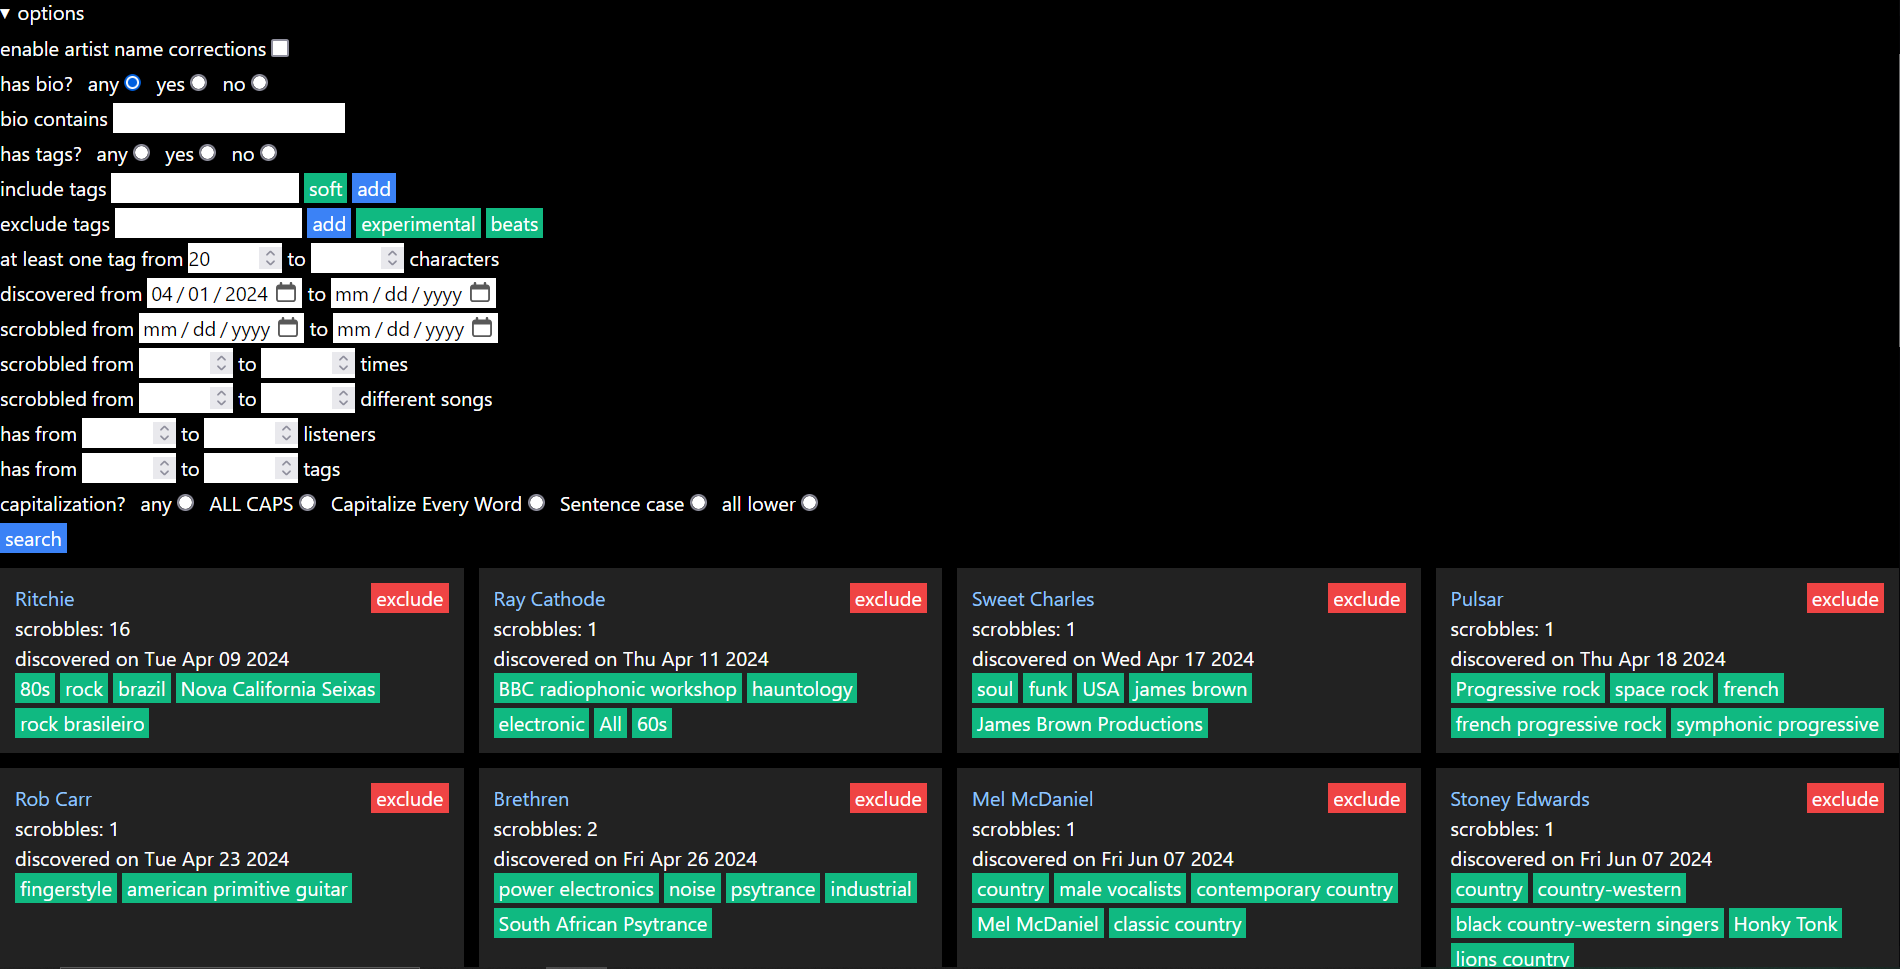 ▼ options
enable artist name corrections
has bio? any yes no
bio contains
has tags? any yes no
include tags soft add
exclude tags add experimental beats
at least one tag from 20 to characters
discovered from 04/01/2024 to mm/dd/yyyy
scrobbled from mm/dd/yyyy to mm/dd/yyyy
scrobbled from to times
scrobbled from to different songs
has from to listeners
has from to tags
capitalization? any ALL CAPS Capitalize Every Word Sentence case all lower
search
Ritchie exclude
scrobbles: 16
discovered on Tue Apr 09 2024
80s rock brazil Nova California Seixas
rock brasileiro
Ray Cathode exclude
scrobbles: 1
discovered on Thu Apr 11 2024
BBC radiophonic workshop hauntology
electronic All 60s
Sweet Charles exclude
scrobbles: 1
discovered on Wed Apr 17 2024
soul funk USA james brown
James Brown Productions
Pulsar exclude
scrobbles: 1
discovered on Thu Apr 18 2024
Progressive rock space rock french
french progressive rock symphonic progressive
Rob Carr exclude
scrobbles: 1
discovered on Tue Apr 23 2024
fingerstyle american primitive guitar
Brethren exclude
scrobbles: 2
discovered on Fri Apr 26 2024
power electronics noise psytrance industrial
South African Psytrance
Mel McDaniel exclude
scrobbles: 1
discovered on Fri Jun 07 2024
country male vocalists contemporary country
Mel McDaniel classic country
Stoney Edwards exclude
scrobbles: 1
discovered on Fri Jun 07 2024
country country-western
black country-western singers Honky Tonk
lions country